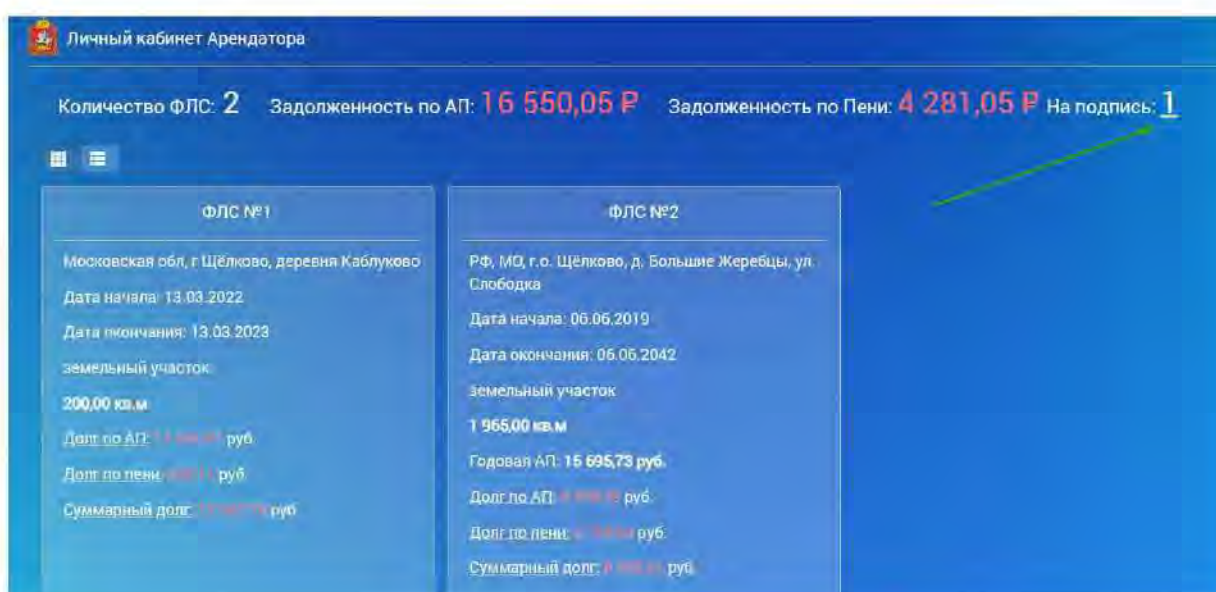 Личный кабинет Арендатора
Количество ФЛС: 2 Задолженность по АП: 16 550,05 ₽ Задолженность по Пени: 4 281,05 ₽ На подпись: 1
ФЛС №1
Московская обл, г Щёлково, деревня Каблуково
Дата начала: 13.03.2022
Дата окончания: 13.03.2023
земельный участок
200,00 кв.м
Долг по АП: руб.
Долг по пени: руб.
Суммарный долг: руб.
ФЛС №2
РФ, МО, г.о. Щёлково, д. Большие Жеребцы, ул.
Слободка
Дата начала: 06.06.2019
Дата окончания: 06.06.2042
земельный участок
1 965,00 кв.м
Годовая АП: 15 695,73 руб.
Долг по АП: руб.
Долг по пени: руб.
Суммарный долг: руб.